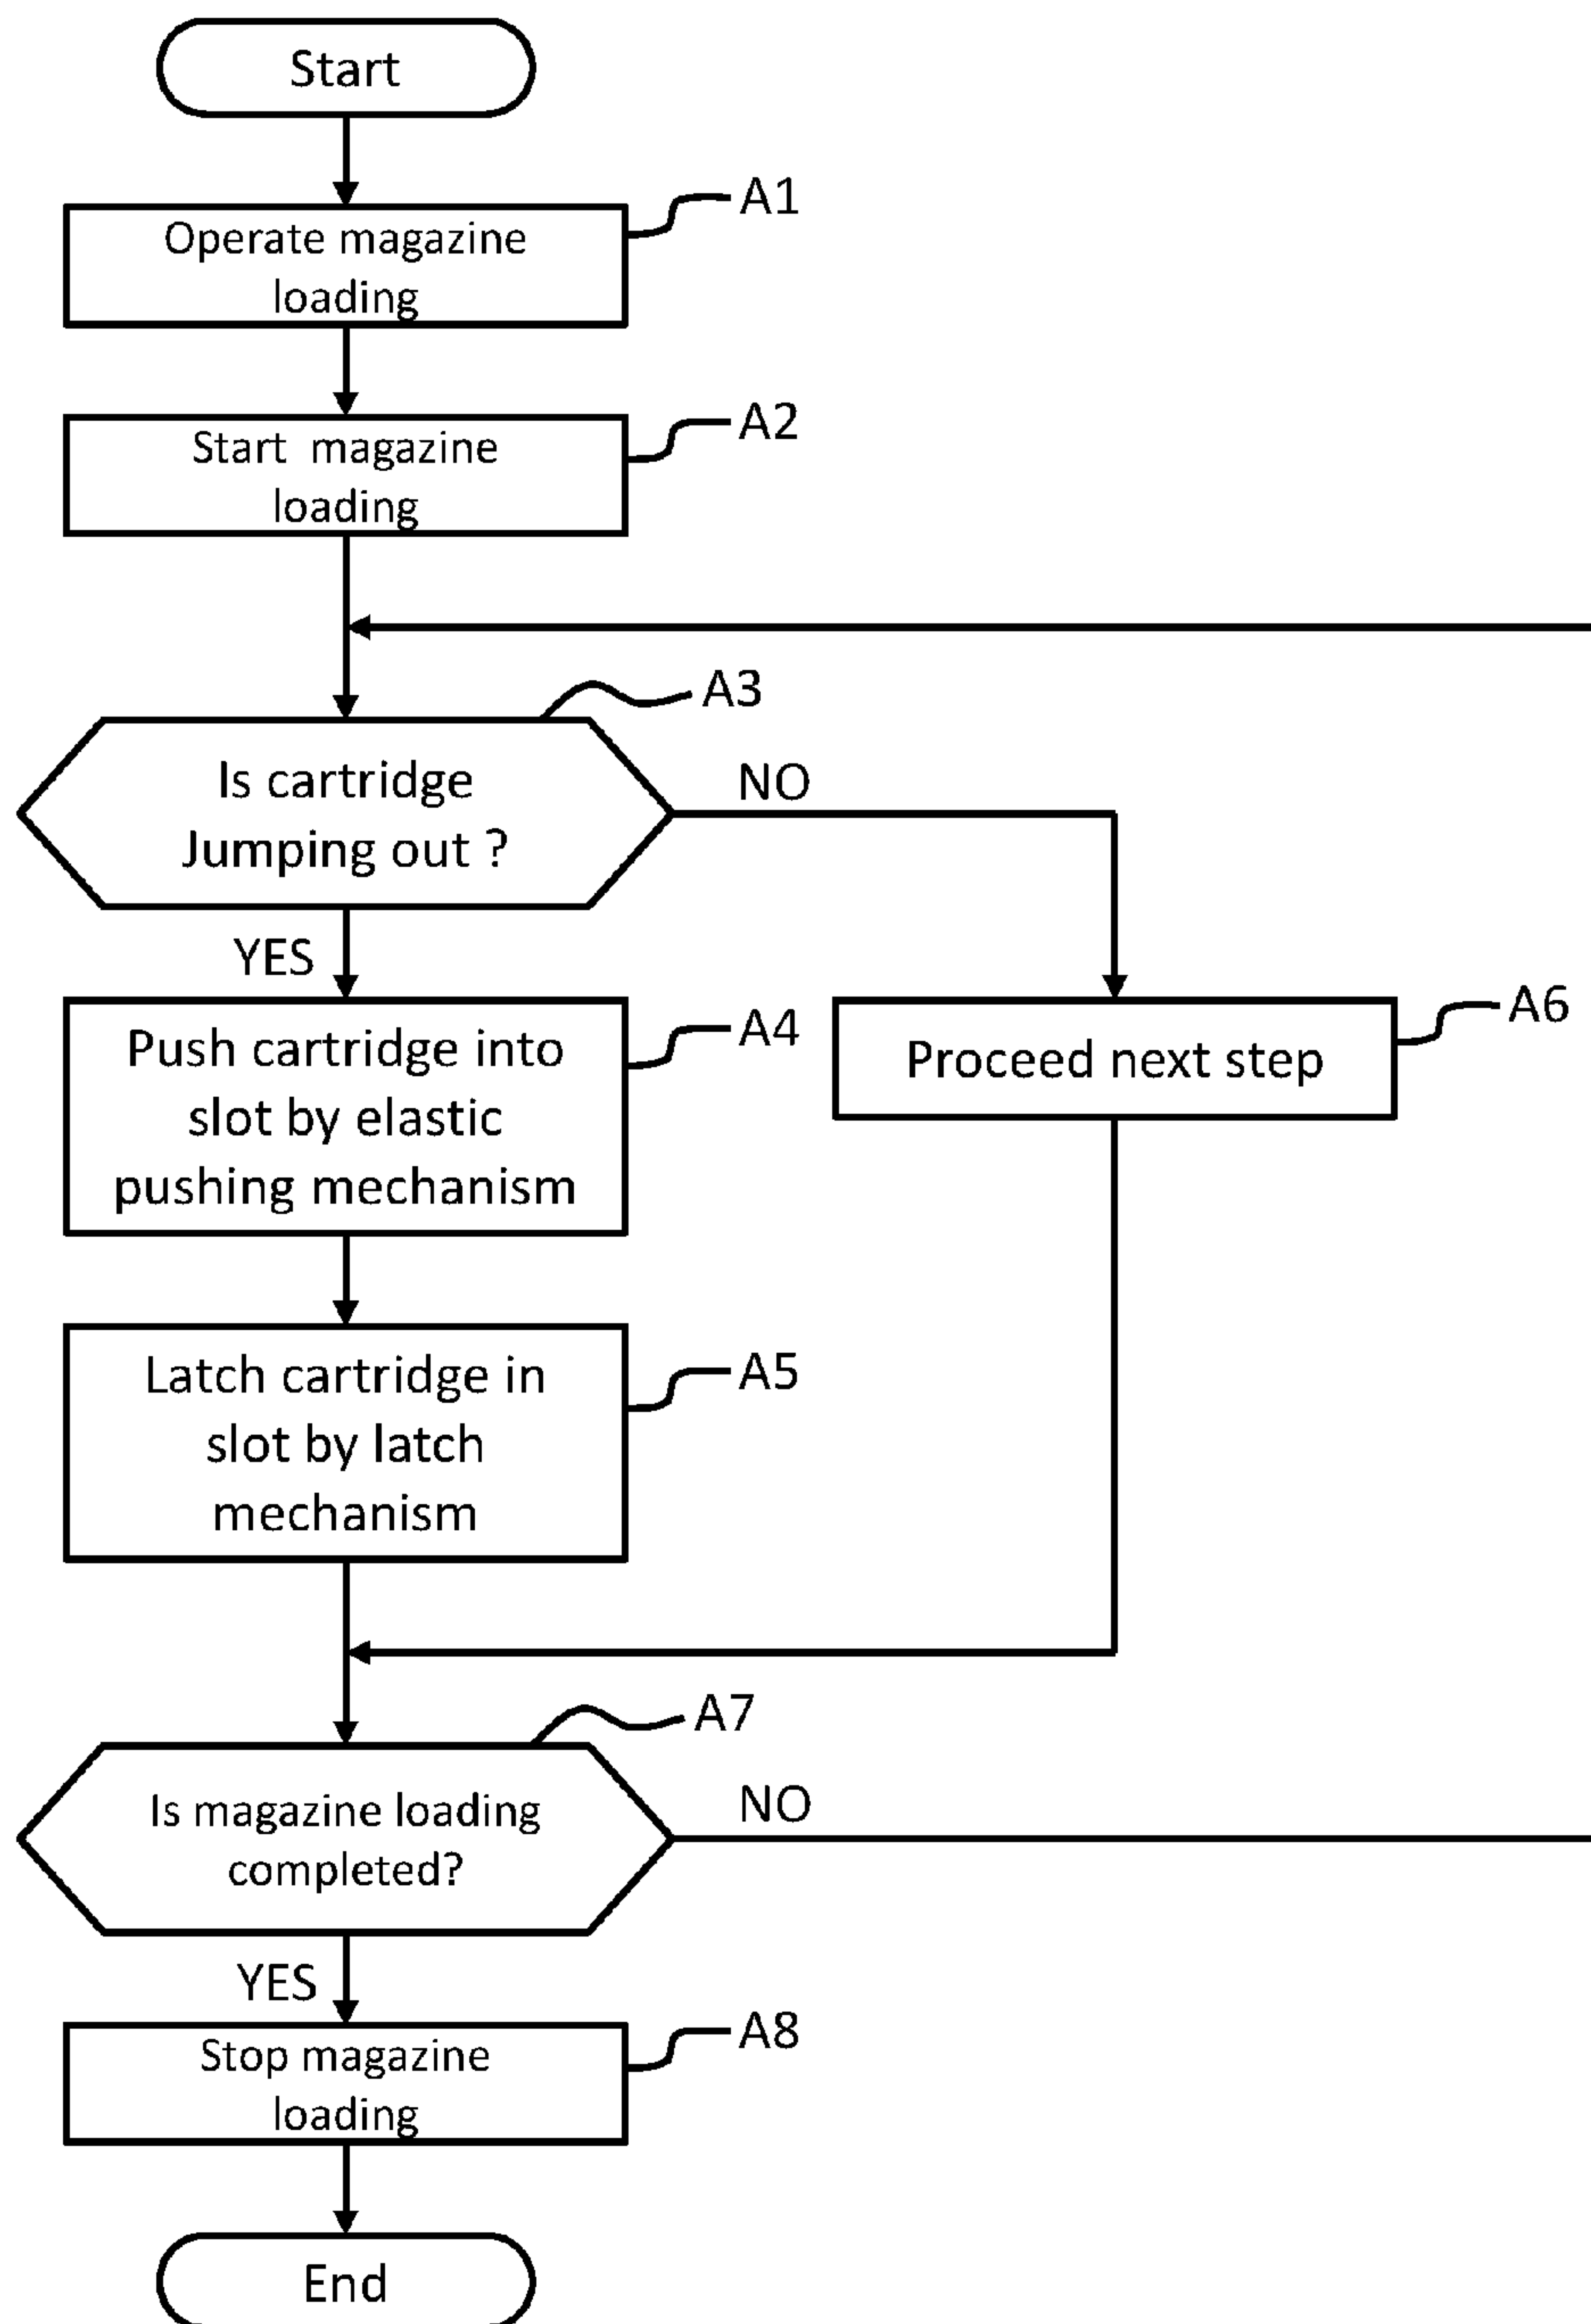 Start
A1
Operate magazine
loading
A2
Start magazine
loading
A3
Is cartridge
Jumping out ?
NO
YES
A4
Push cartridge into
slot by elastic
pushing mechanism
A6
Proceed next step
A5
Latch cartridge in
slot by latch
mechanism
A7
Is magazine loading
completed?
NO
YES
A8
Stop magazine
loading
End